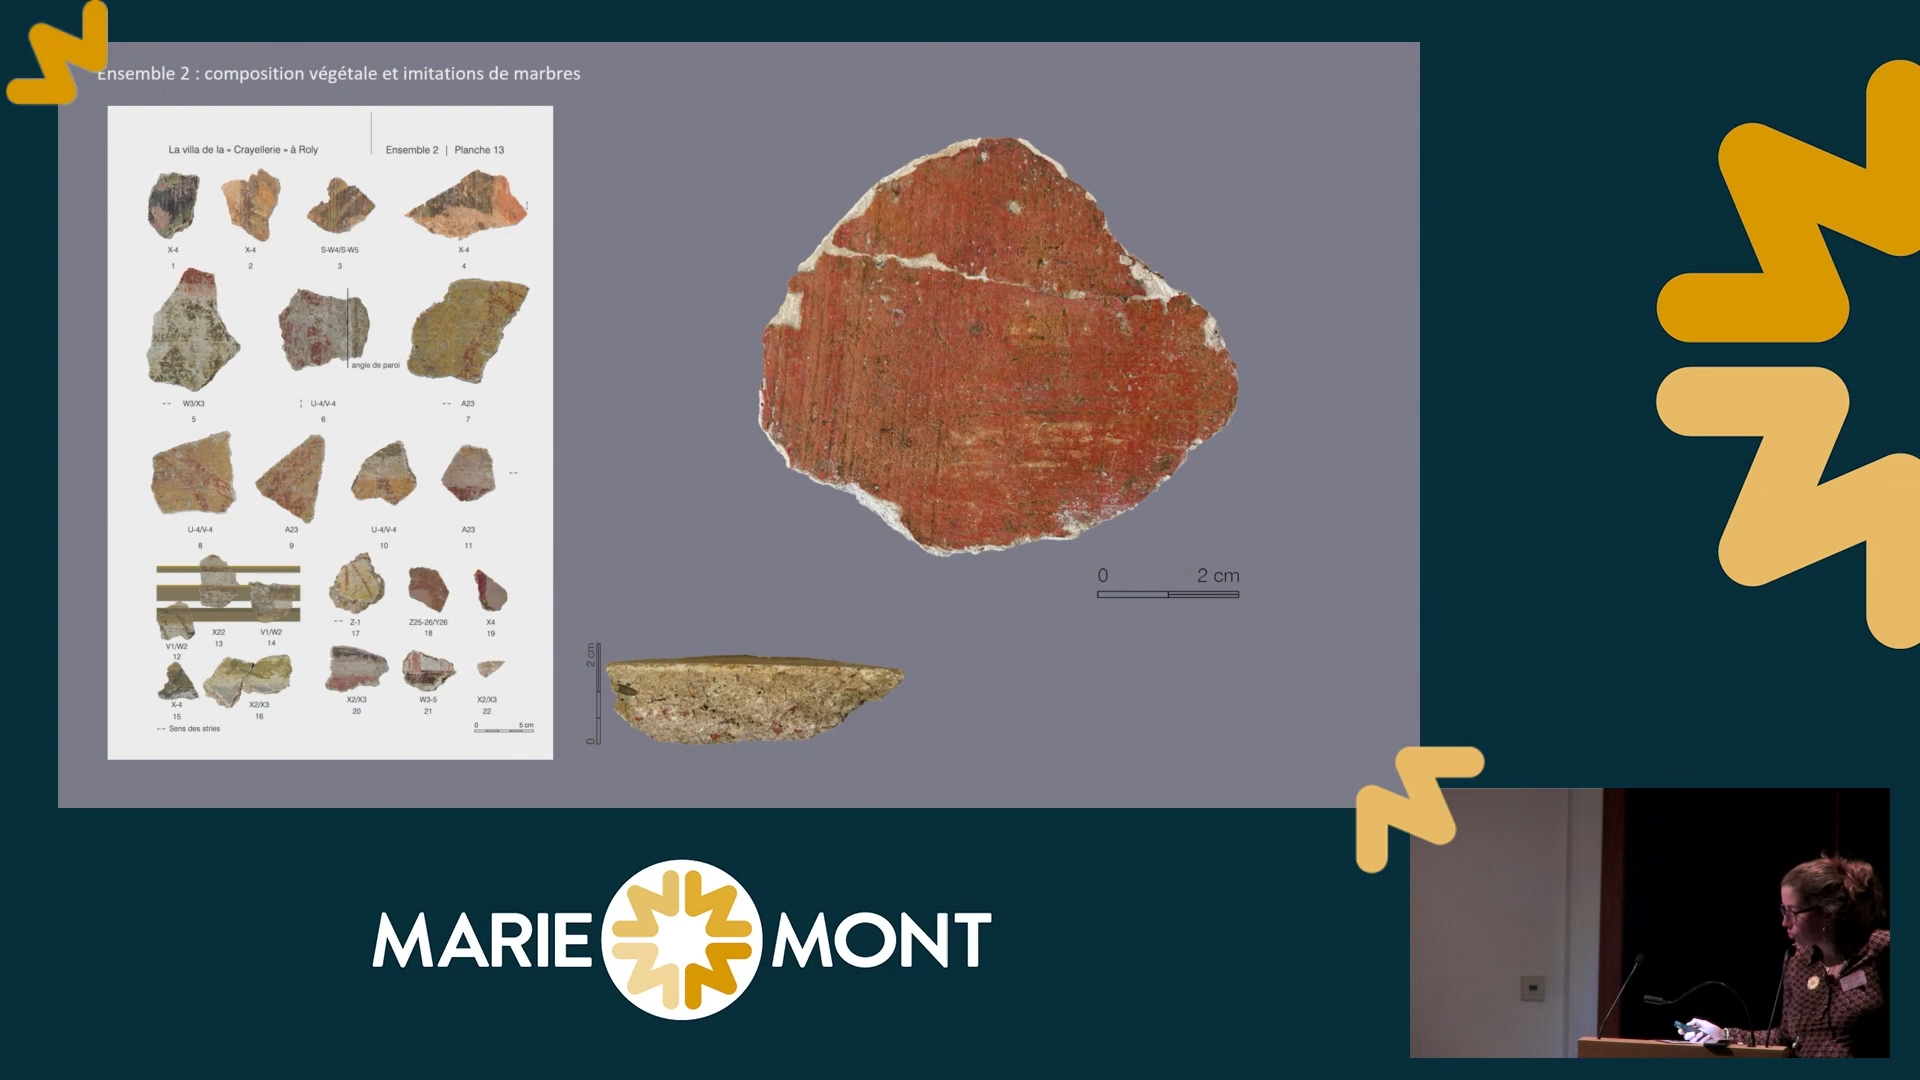 Ensemble 2 : composition végétale et imitations de marbres
La villa de la « Crayellerie » à Roly
Ensemble 2 | Planche 13
X-4 X-4 S-W4/S-W5 X-4
1 2 3 4
angle de paroi
W3/X3 U-4/V-4 A23
5 6 7
U-4/V-4 A23 U-4/V-4 A23
8 9 10 11
Z-1 Z25-26/Y26 X4
17 18 19
X22 V1/W2
13 14
V1/W2
12
X-4 X2/X3 X2/X3 W3-5 X2/X3
15 16 20 21 22
Sens des stries
0 5 cm
0 2 cm
0 2 cm
MARIE MONT